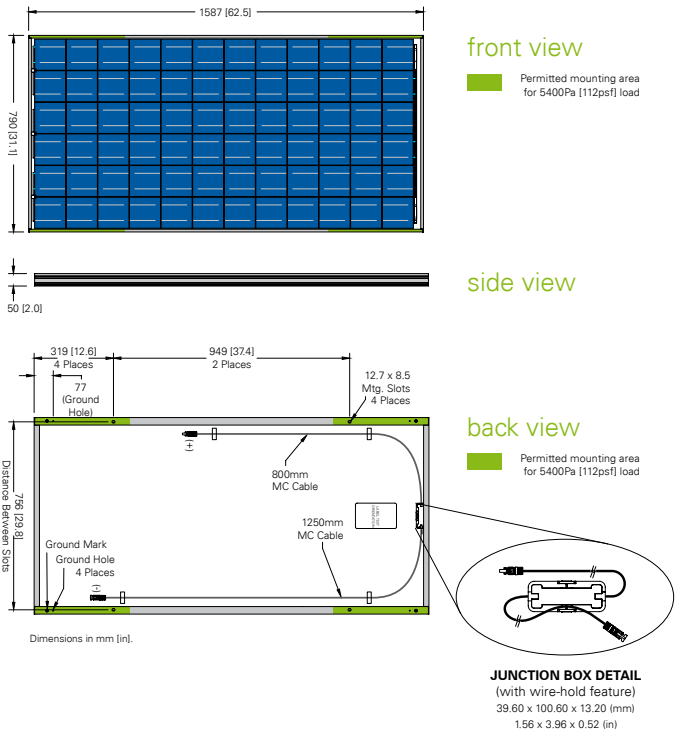 1587 [62.5]
790 [31.1]
front view
Permitted mounting area
for 5400Pa [112psf] load
side view
50 [2.0]
319 [12.6]
4 Places
949 [37.4]
2 Places
77
(Ground
Hole)
12.7 x 8.5
Mtg. Slots
4 Places
back view
Permitted mounting area
for 5400Pa [112psf] load
(+)
800mm
MC Cable
756 [29.8]
Distance Between Slots
1250mm
MC Cable
Ground Mark
Ground Hole
4 Places
(-)
Dimensions in mm [in].
JUNCTION BOX DETAIL
(with wire-hold feature)
39.60 x 100.60 x 13.20 (mm)
1.56 x 3.96 x 0.52 (in)